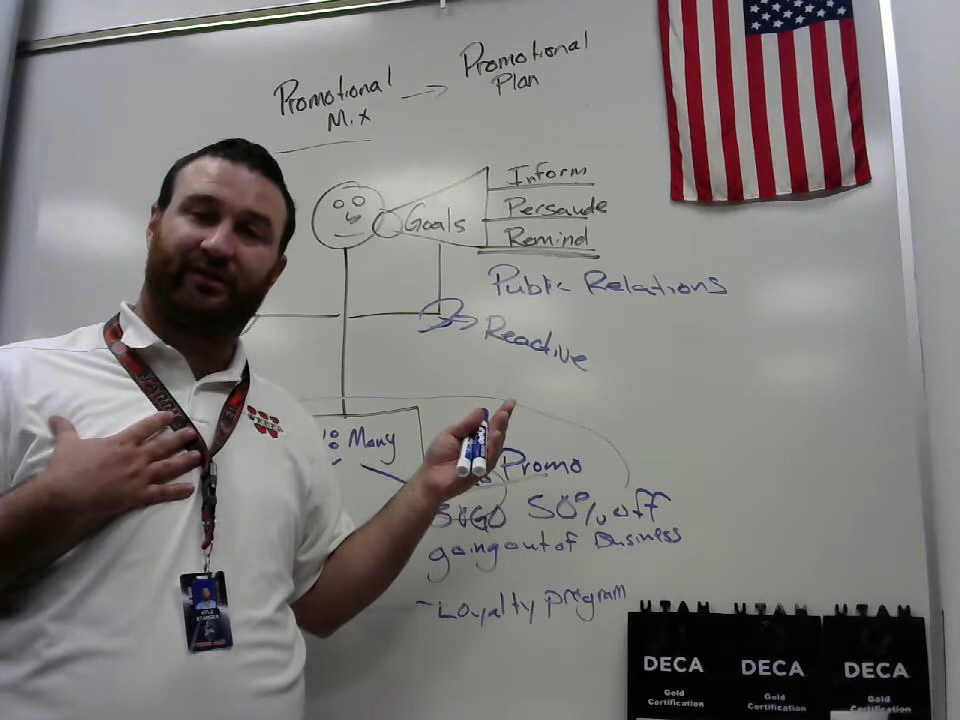 Promotional
Mix
Promotional
Plan
Goals
Inform
Persaude
Remind
Public Relations
Reactive
Many
Promo
BOGO 50% off
going out of Business
- Loyalty program
UTAH
DECA
Gold
Certification
UTAH
DECA
Gold
Certification
UTAH
DECA
Gold
Certification